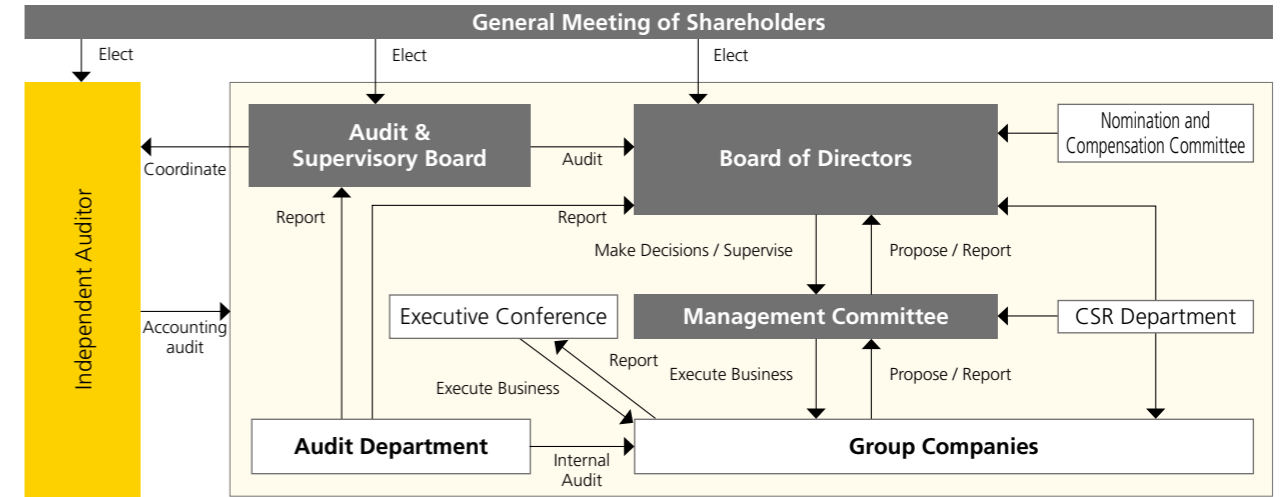 General Meeting of Shareholders
Elect
Elect
Elect
Independent Auditor
Audit &
Supervisory Board
Board of Directors
Nomination and
Compensation Committee
Coordinate
Audit
Report
Report
Make Decisions / Supervise
Propose / Report
Accounting
audit
Executive Conference
Management Committee
CSR Department
Report
Execute Business
Execute Business
Propose / Report
Audit Department
Internal
Audit
Group Companies